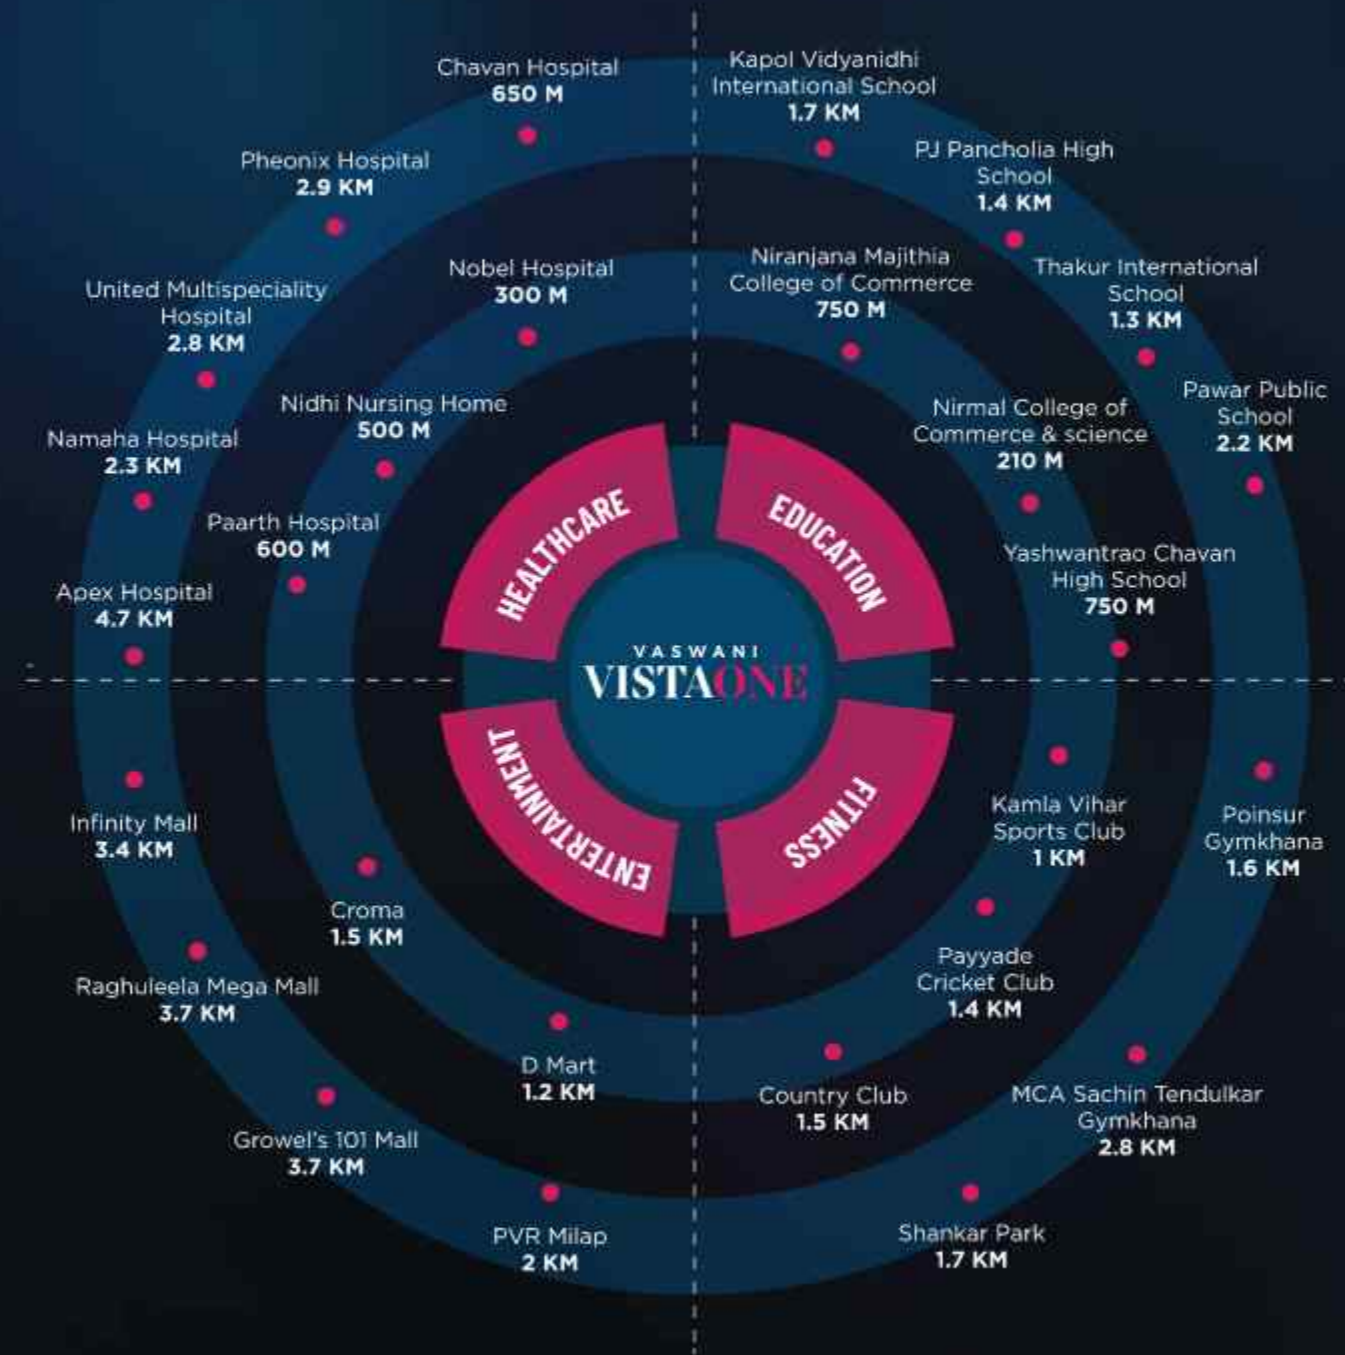 Chavan Hospital
650 M
Pheonix Hospital
2.9 KM
United Multispeciality
Hospital
2.8 KM
Namaha Hospital
2.3 KM
Apex Hospital
4.7 KM
Nobel Hospital
300 M
Nidhi Nursing Home
500 M
Paarth Hospital
600 M
Kapol Vidyanidhi
International School
1.7 KM
PJ Pancholia High
School
1.4 KM
Thakur International
School
1.3 KM
Pawar Public
School
2.2 KM
Niranjana Majithia
College of Commerce
750 M
Nirmal College of
Commerce & science
210 M
Yashwantrao Chavan
High School
750 M
HEALTHCARE
EDUCATION
VASWANI
VISTAONE
ENTERTAINMENT
FITNESS
Infinity Mall
3.4 KM
Raghuleela Mega Mall
3.7 KM
Growel's 101 Mall
3.7 KM
PVR Milap
2 KM
Croma
1.5 KM
D Mart
1.2 KM
Kamla Vihar
Sports Club
1 KM
Payyade
Cricket Club
1.4 KM
Country Club
1.5 KM
Poinsur
Gymkhana
1.6 KM
MCA Sachin Tendulkar
Gymkhana
2.8 KM
Shankar Park
1.7 KM